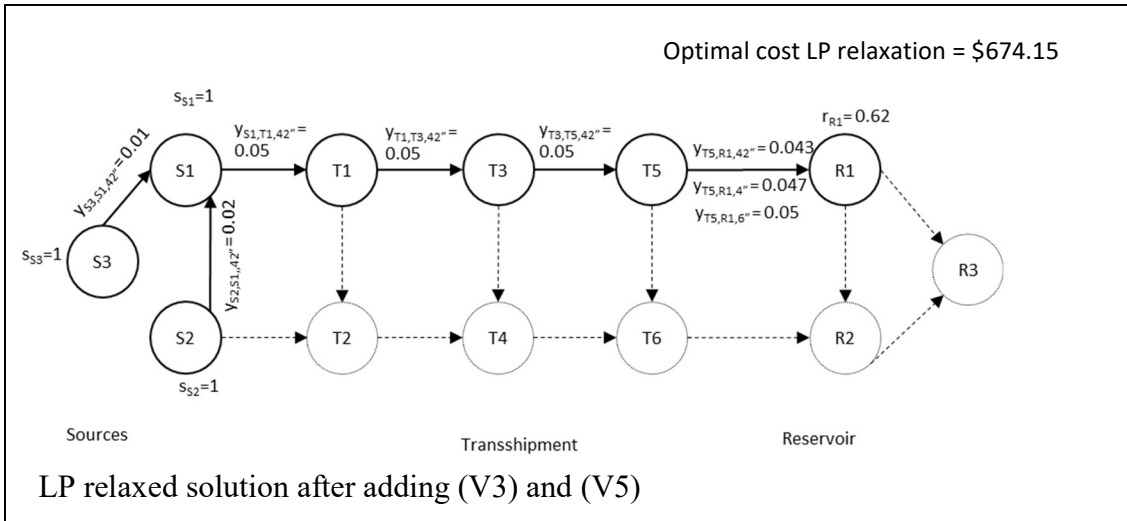 Optimal cost LP relaxation = $674.15
s_S1=1
y_S3,S1,42″ = 0.01
y_S1,T1,42″ =
0.05
y_T1,T3,42″ =
0.05
y_T3,T5,42″ =
0.05
r_R1= 0.62
y_T5,R1,42″ = 0.043
y_T5,R1,4″ = 0.047
y_T5,R1,6″ = 0.05
S1
T1
T3
T5
R1
s_S3=1
S3
y_S2,S1,,42″ = 0.02
R3
S2
T2
T4
T6
R2
s_S2=1
Sources
Transshipment
Reservoir
LP relaxed solution after adding (V3) and (V5)